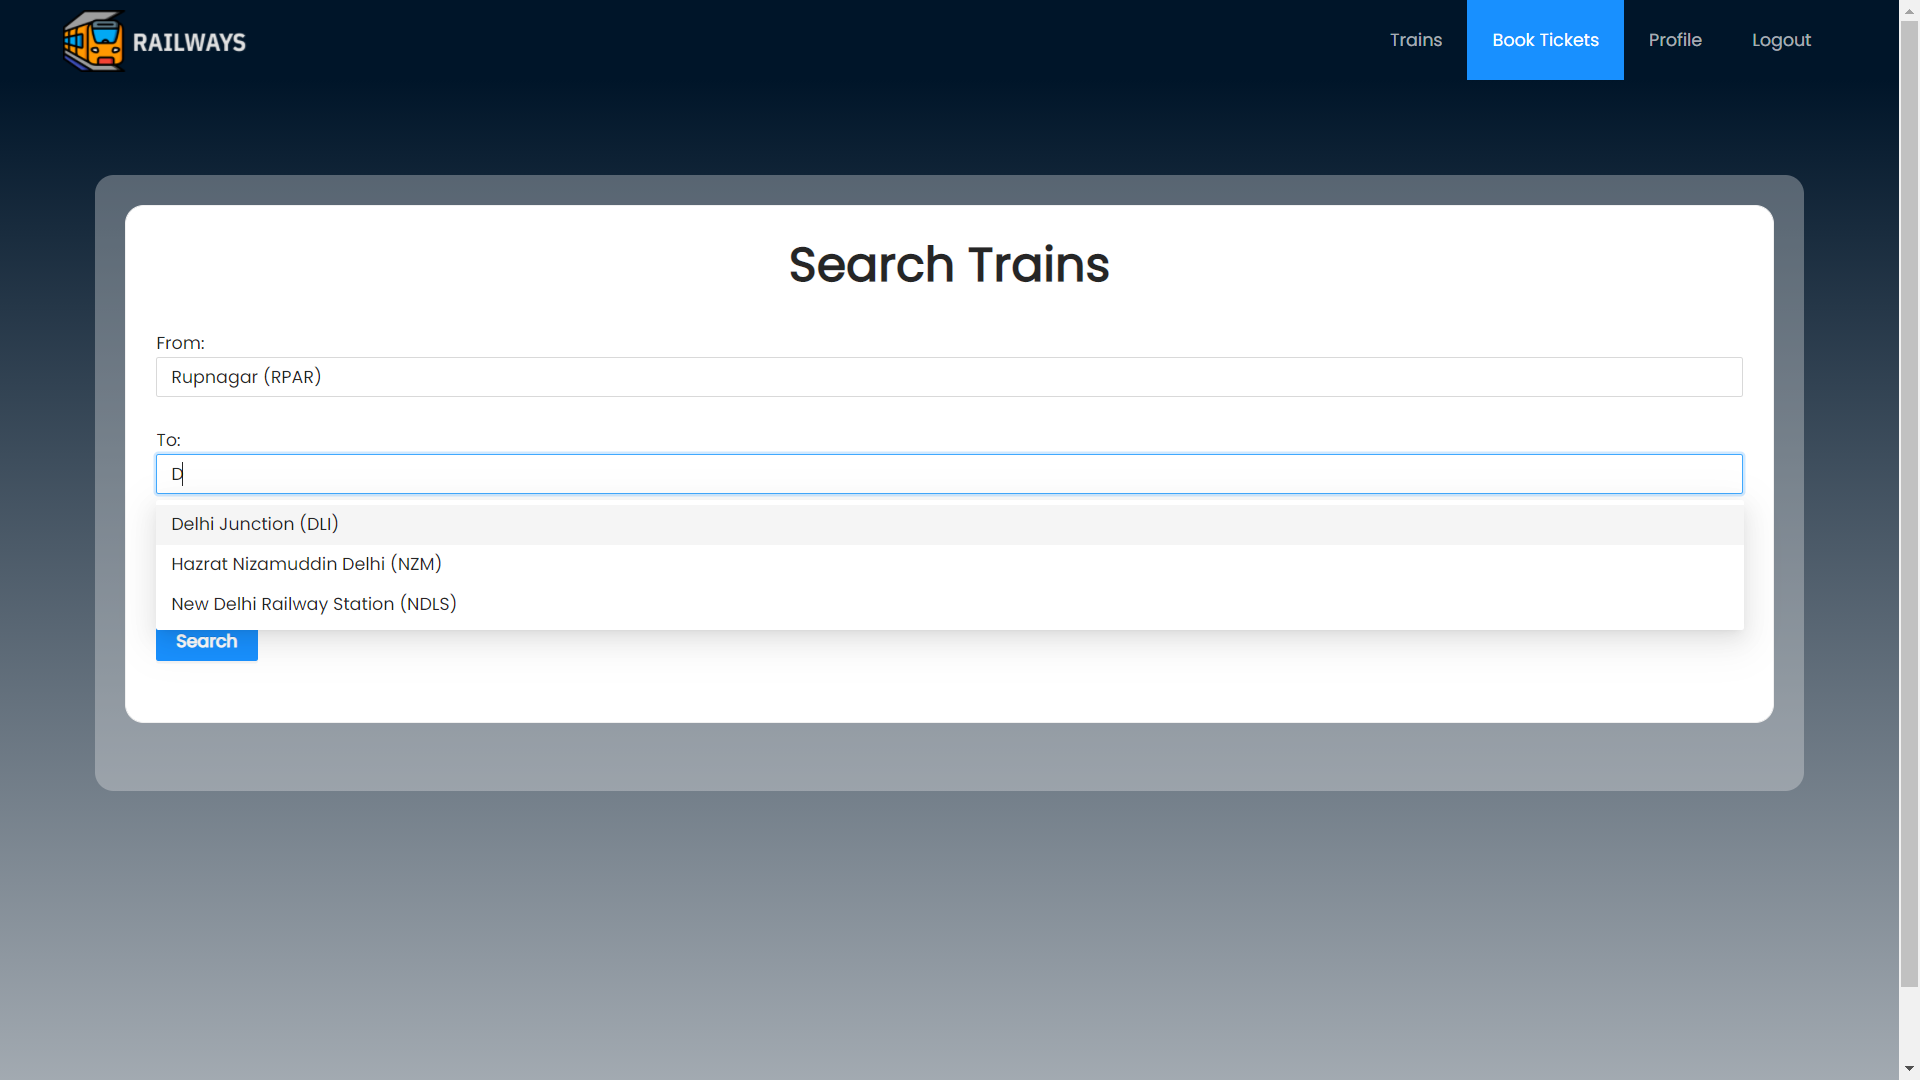 RAILWAYS
Trains
Book Tickets
Profile
Logout
Search Trains
From:
Rupnagar (RPAR)
To:
D
Delhi Junction (DLI)
Hazrat Nizamuddin Delhi (NZM)
New Delhi Railway Station (NDLS)
Search